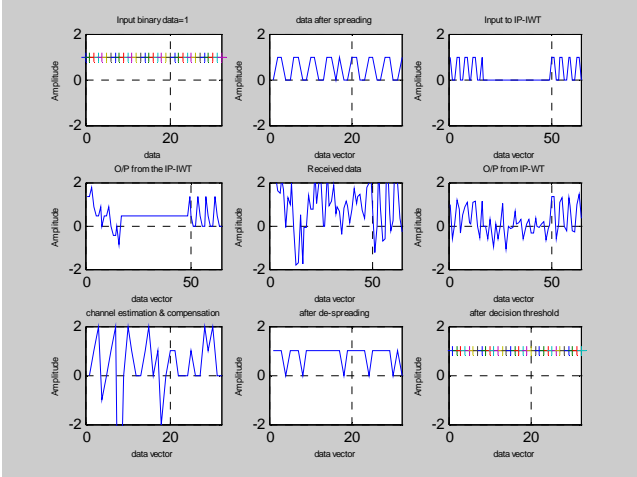 Input binary data=1
data after spreading
Input to IP-IWT
Amplitude
2
0
-2
0
20
data
Amplitude
2
0
-2
0
20
data vector
Amplitude
2
0
-2
0
50
data vector
O/P from the IP-IWT
Received data
O/P from IP-WT
Amplitude
2
0
-2
50
data vector
Amplitude
2
0
-2
0
50
data vector
Amplitude
2
0
-2
0
50
data vector
channel estimation & compensation
after de-spreading
after decision threshold
Amplitude
2
0
-2
0
20
data vector
Amplitude
2
0
-2
0
20
data vector
Amplitude
2
0
-2
0
20
data vector